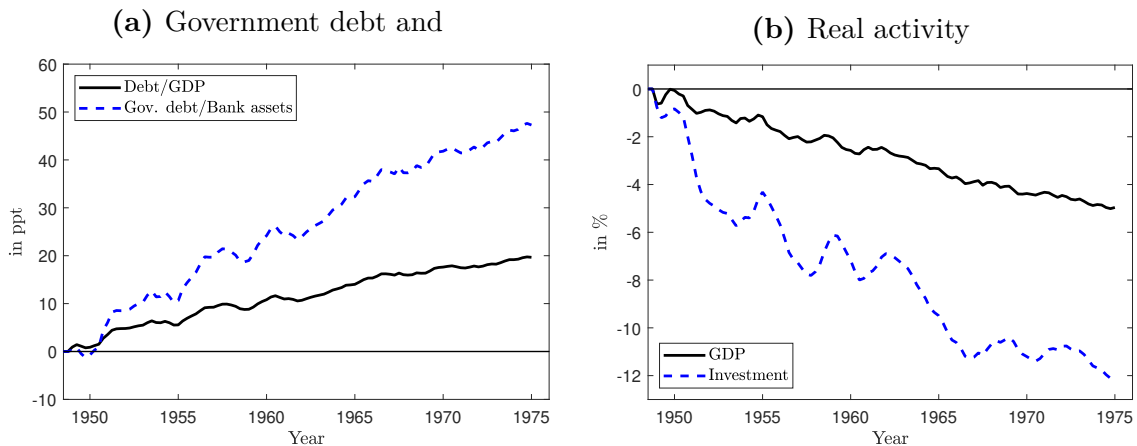 (a) Government debt and
60
50
40
30
20
10
0
-10
in ppt
Debt/GDP
Gov. debt/Bank assets
1950 1955 1960 1965 1970 1975
Year
(b) Real activity
0
-2
-4
-6
-8
-10
-12
in %
GDP
Investment
1950 1955 1960 1965 1970 1975
Year